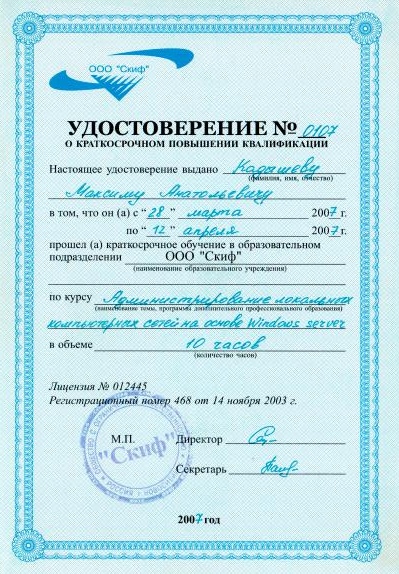 ООО "Скиф"
УДОСТОВЕРЕНИЕ № 0107
О КРАТКОСРОЧНОМ ПОВЫШЕНИИ КВАЛИФИКАЦИИ
Настоящее удостоверение выдано Кадашеву
(фамилия, имя, отчество)
Максиму Анатольевичу
в том, что он (а) с “ 28 ” марта 2007 г.
по “ 12 ” апреля 2007 г.
прошел (а) краткосрочное обучение в образовательном
подразделении ООО "Скиф"
(наименование образовательного учреждения)
по курсу Администрирование локальных
(наименование темы, программы дополнительного профессионального образования)
компьютерных сетей на основе Windows server
в объеме 10 часов
(количество часов)
Лицензия № 012445
Регистрационный номер 468 от 14 ноября 2003 г.
"Скиф"
М.П. Директор
Секретарь
2007 год